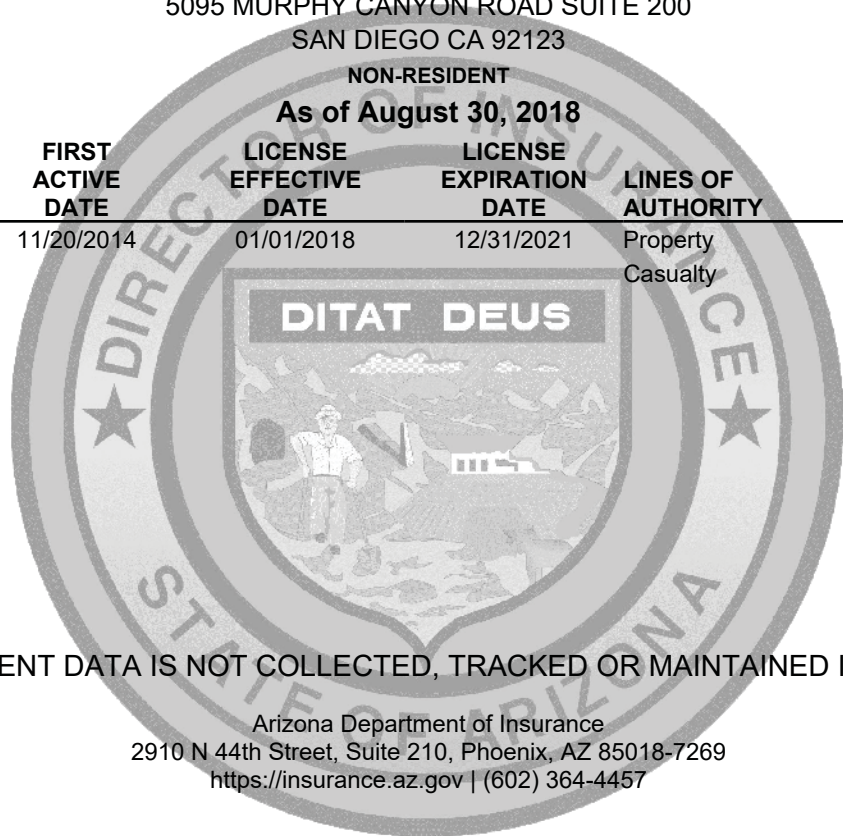 5095 MURPHY CANYON ROAD SUITE 200
SAN DIEGO CA 92123
NON-RESIDENT
As of August 30, 2018
FIRST ACTIVE DATE LICENSE EFFECTIVE DATE LICENSE EXPIRATION DATE LINES OF AUTHORITY
11/20/2014 01/01/2018 12/31/2021 Property
Casualty
DIRECTOR OF INSURANCE
DITAT DEUS
STATE OF ARIZONA
ENT DATA IS NOT COLLECTED, TRACKED OR MAINTAINED
Arizona Department of Insurance
2910 N 44th Street, Suite 210, Phoenix, AZ 85018-7269
https://insurance.az.gov | (602) 364-4457